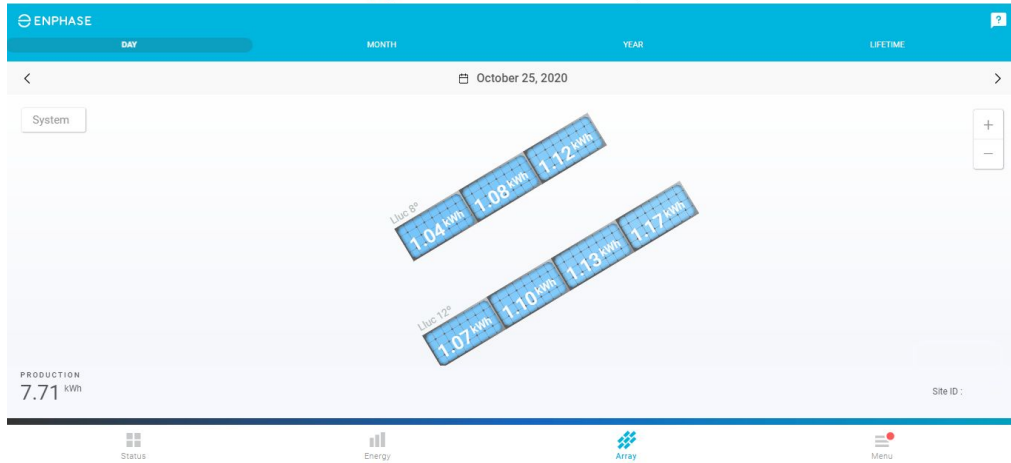 ENPHASE
?
DAY MONTH YEAR LIFETIME
< October 25, 2020 >
System
+
−
Lluc 8º
1.04 kWh 1.08 kWh 1.12 kWh
Lluc 12º
1.07 kWh 1.10 kWh 1.13 kWh 1.17 kWh
PRODUCTION
7.71 kWh
Site ID :
Status Energy Array Menu